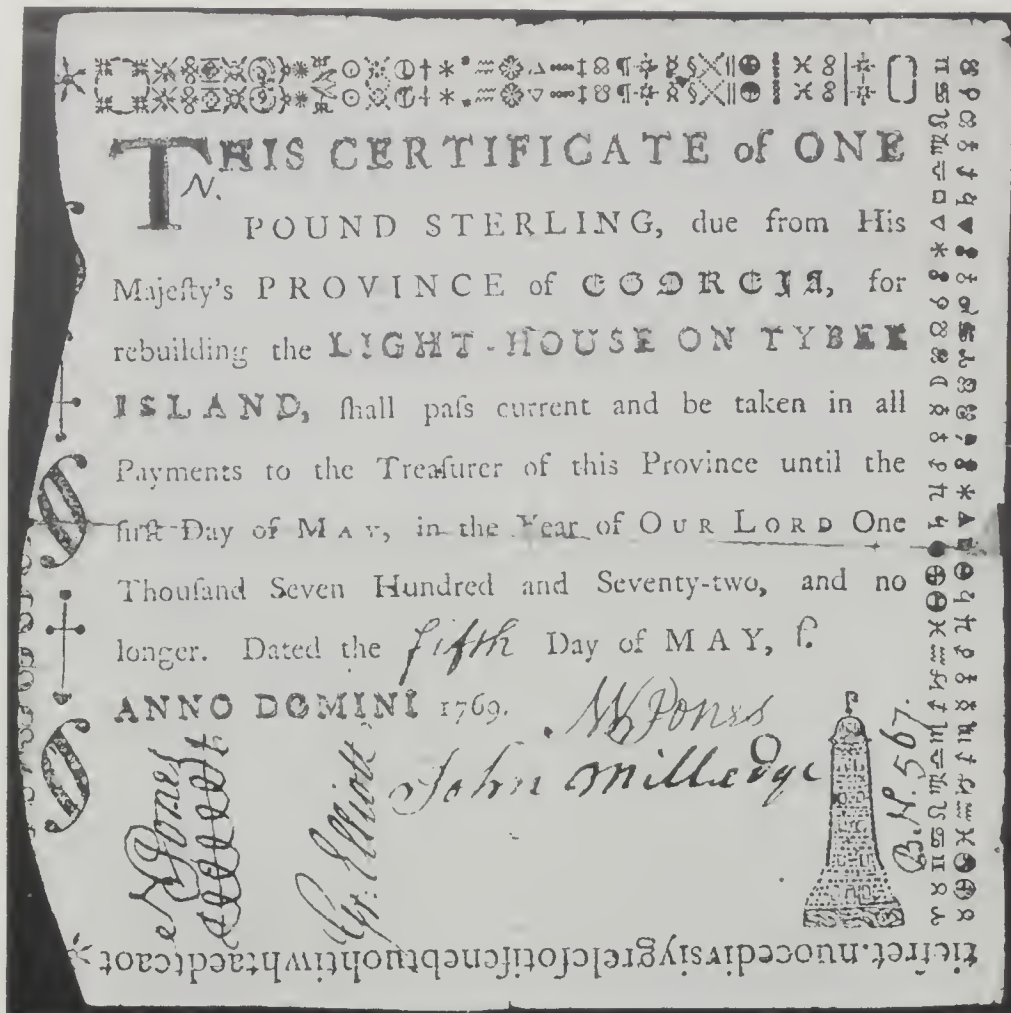 THIS CERTIFICATE of ONE
N.
POUND STERLING, due from His
Majeſty's PROVINCE of GEORGIA, for
rebuilding the LIGHT-HOUSE ON TYBEE
ISLAND, ſhall paſs current and be taken in all
Payments to the Treaſurer of this Province until the
firſt Day of MAY, in the Year of OUR LORD One
Thouſand Seven Hundred and Seventy-two, and no
longer. Dated the fifth Day of MAY,
ANNO DOMINI 1769.
Jones
John Milledge
Jones
Gr. Elliott
B. N. 567.